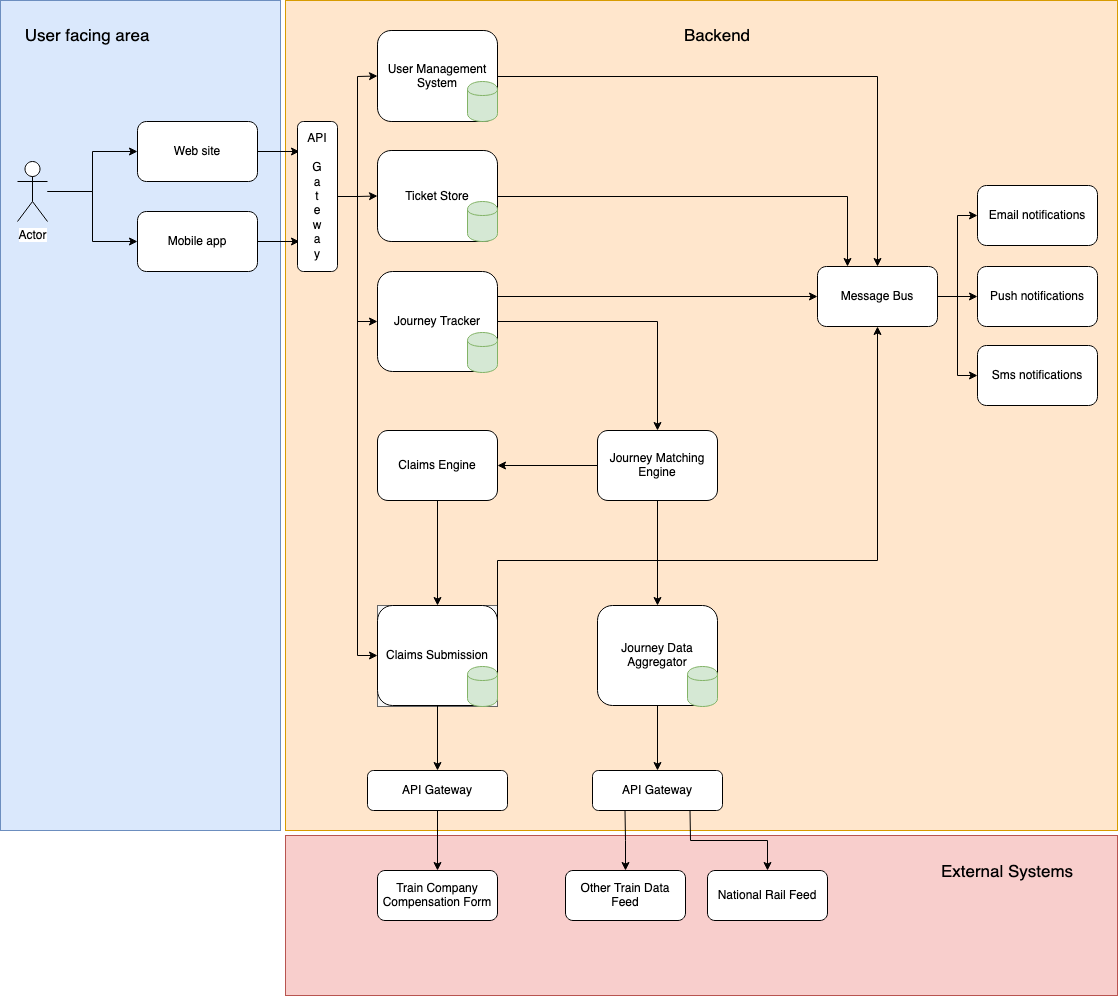 User facing area
Backend
User Management
System
API
G
a
t
e
w
a
y
Web site
Ticket Store
Email notifications
Actor
Mobile app
Message Bus
Push notifications
Journey Tracker
Sms notifications
Claims Engine
Journey Matching
Engine
Claims Submission
Journey Data
Aggregator
API Gateway
API Gateway
External Systems
Train Company
Compensation Form
Other Train Data
Feed
National Rail Feed